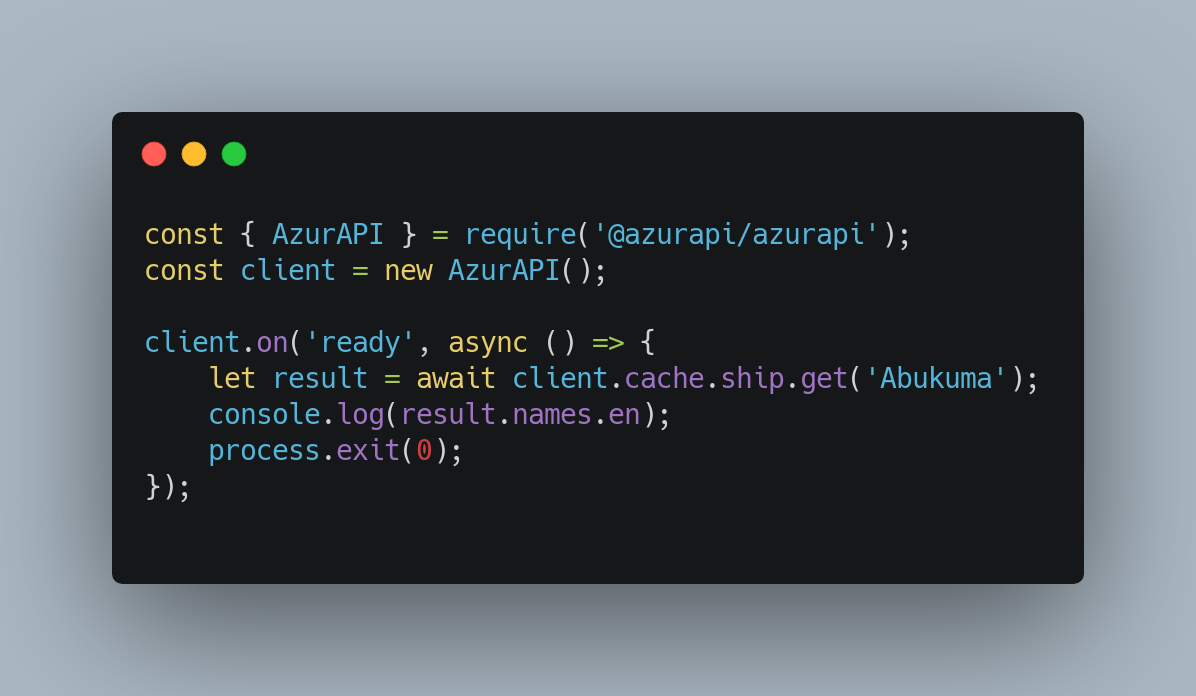 const { AzurAPI } = require('@azurapi/azurapi');
const client = new AzurAPI();

client.on('ready', async () => {
    let result = await client.cache.ship.get('Abukuma');
    console.log(result.names.en);
    process.exit(0);
});